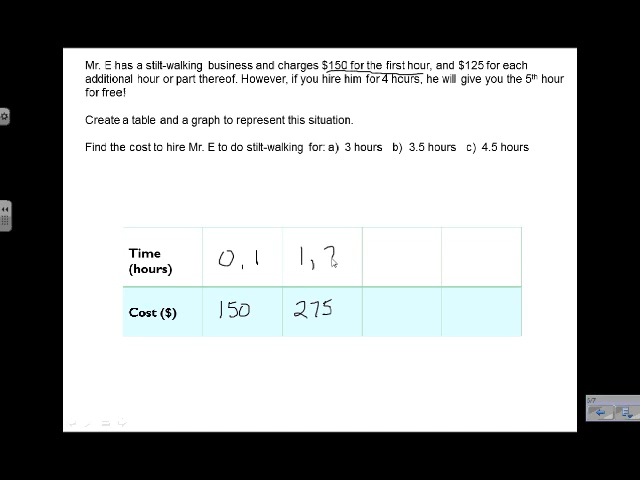 Mr. E has a stilt-walking business and charges $150 for the first hour, and $125 for each
additional hour or part thereof. However, if you hire him for 4 hours, he will give you the 5th hour
for free!
Create a table and a graph to represent this situation.
Find the cost to hire Mr. E to do stilt-walking for: a) 3 hours b) 3.5 hours c) 4.5 hours
Time (hours) 0,1 1,2
Cost ($) 150 275